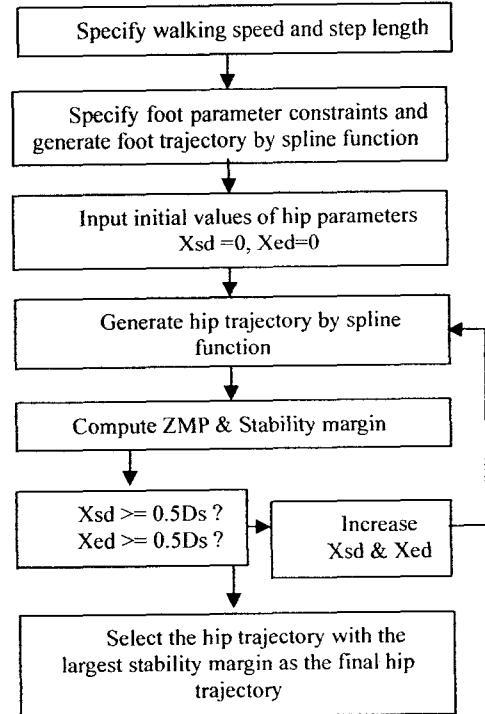 Specify walking speed and step length
Specify foot parameter constraints and
generate foot trajectory by spline function
Input initial values of hip parameters
Xsd =0, Xed=0
Generate hip trajectory by spline
function
Compute ZMP & Stability margin
Xsd >= 0.5Ds ?
Xed >= 0.5Ds ?
Increase
Xsd & Xed
Select the hip trajectory with the
largest stability margin as the final hip
trajectory